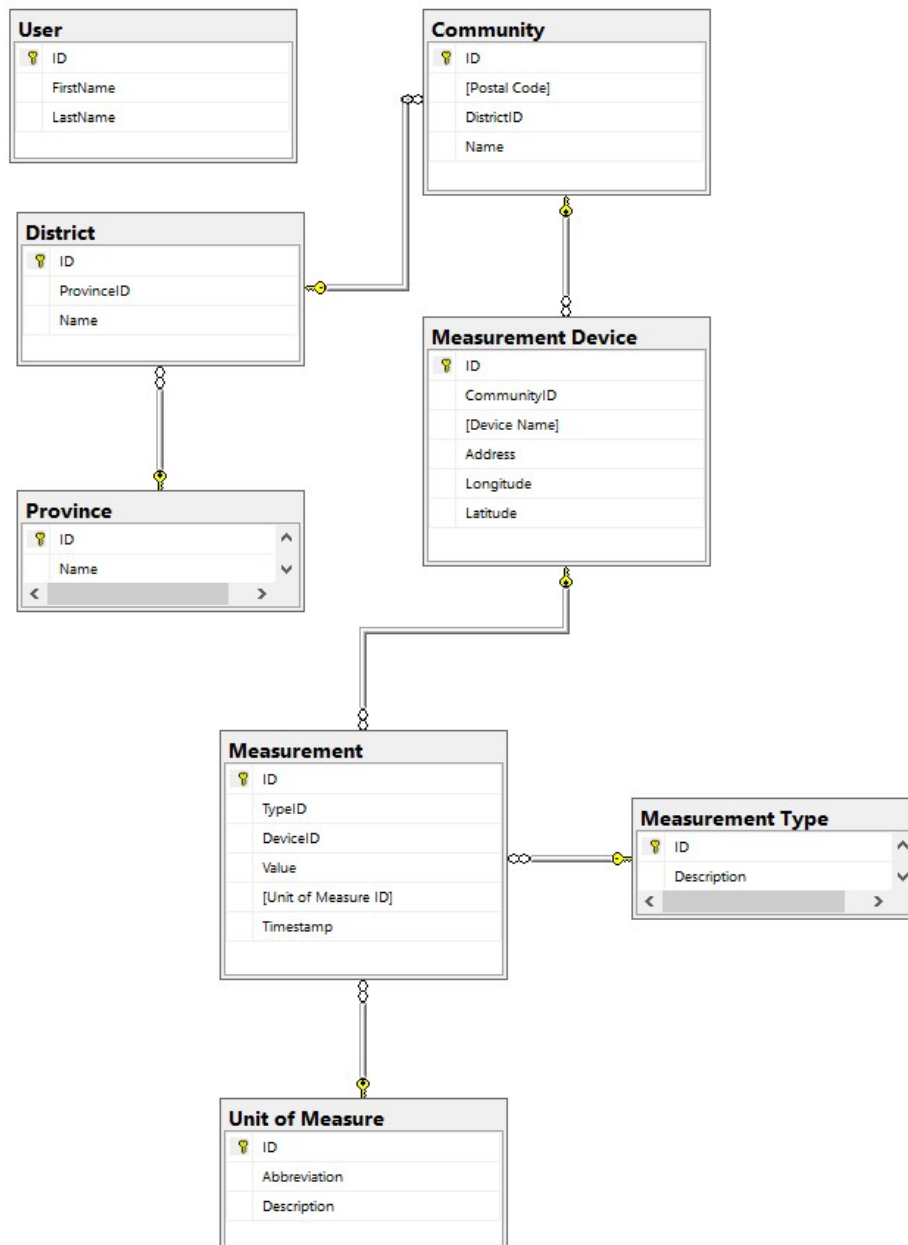 User
ID
FirstName
LastName
Community
ID
[Postal Code]
DistrictID
Name
District
ID
ProvinceID
Name
Measurement Device
ID
CommunityID
[Device Name]
Address
Longitude
Latitude
Province
ID
Name
Measurement
ID
TypeID
DeviceID
Value
[Unit of Measure ID]
Timestamp
Measurement Type
ID
Description
Unit of Measure
ID
Abbreviation
Description